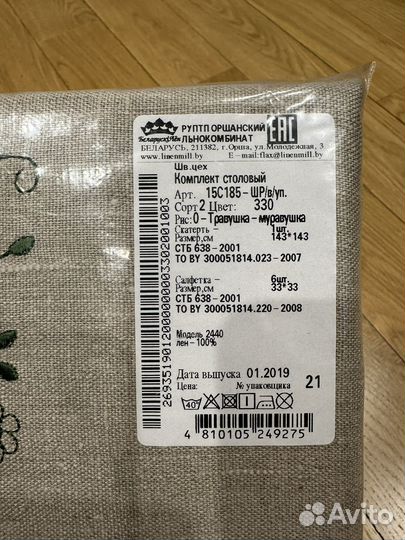 БеларускiЛён
РУПТП ОРШАНСКИЙ
ЛЬНОКОМБИНАТ
EAC
БЕЛАРУСЬ, 211382, г. Орша, ул.Молодежная, 3
www.linenmill.by E-mail:flax@linenmill.by
Шв.цех
Комплект столовый
Арт. 15С185-ШР/в/уп.
Сорт 2 Цвет: 330
Рис: 0-Травушка-муравушка
Скатерть- 1шт.
Размер,см 143*143
СТБ 638-2001
ТО BY 300051814.023-2007
Салфетка - 6шт.
Размер,см 33*33
СТБ 638-2001
ТО BY 300051814.220-2008
Модель 2440
лен-100%
Дата выпуска 01.2019
Цена: № упаковщика 21
40
4 810105 249275
Avito